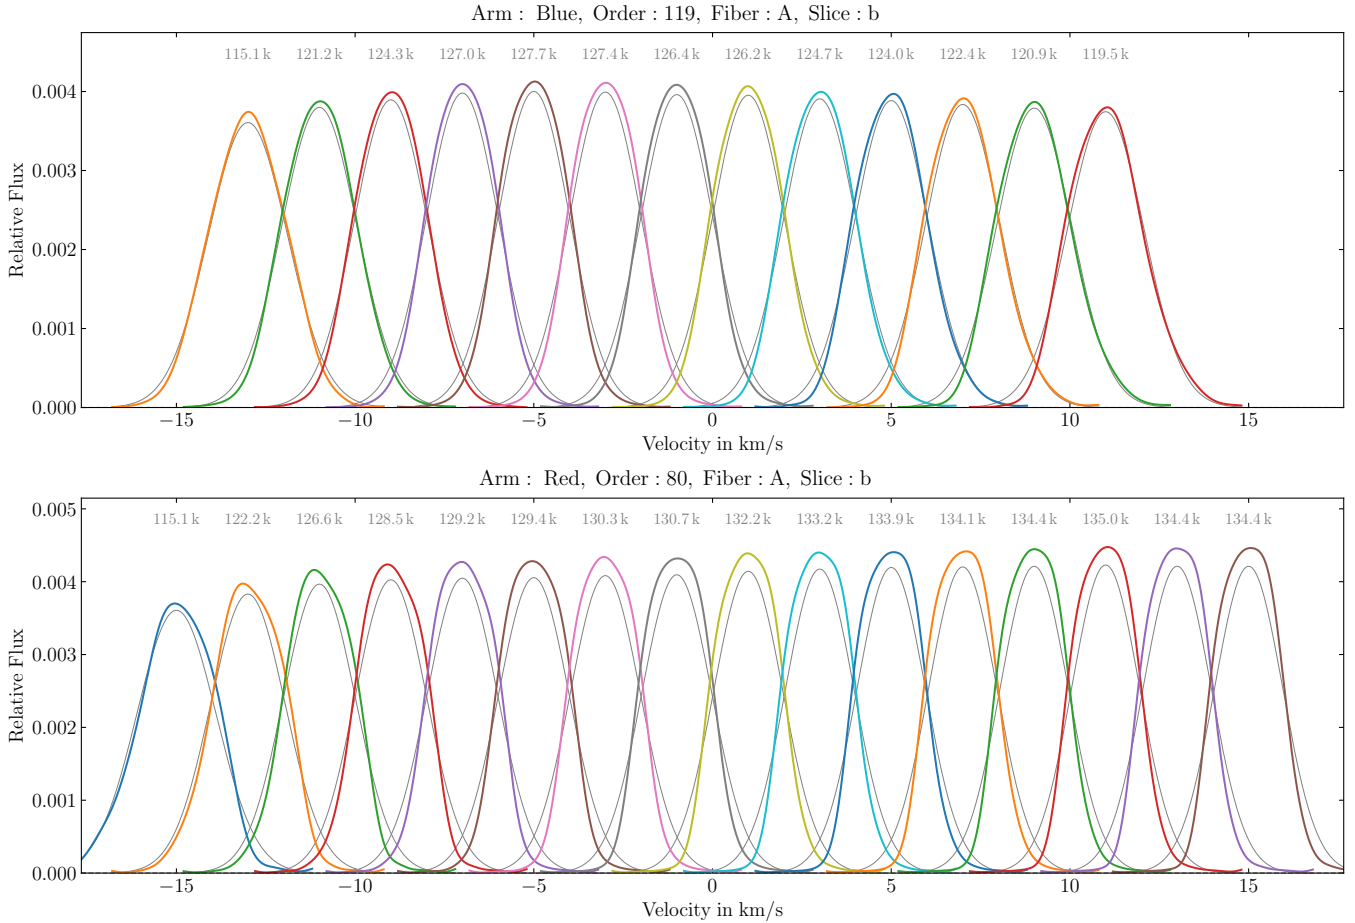 Arm : Blue, Order : 119, Fiber : A, Slice : b
115.1 k 121.2 k 124.3 k 127.0 k 127.7 k 127.4 k 126.4 k 126.2 k 124.7 k 124.0 k 122.4 k 120.9 k 119.5 k
0.004
0.003
0.002
0.001
0.000
Relative Flux
−15 −10 −5 0 5 10 15
Velocity in km/s
Arm : Red, Order : 80, Fiber : A, Slice : b
115.1 k 122.2 k 126.6 k 128.5 k 129.2 k 129.4 k 130.3 k 130.7 k 132.2 k 133.2 k 133.9 k 134.1 k 134.4 k 135.0 k 134.4 k 134.4 k
0.005
0.004
0.003
0.002
0.001
0.000
Relative Flux
−15 −10 −5 0 5 10 15
Velocity in km/s